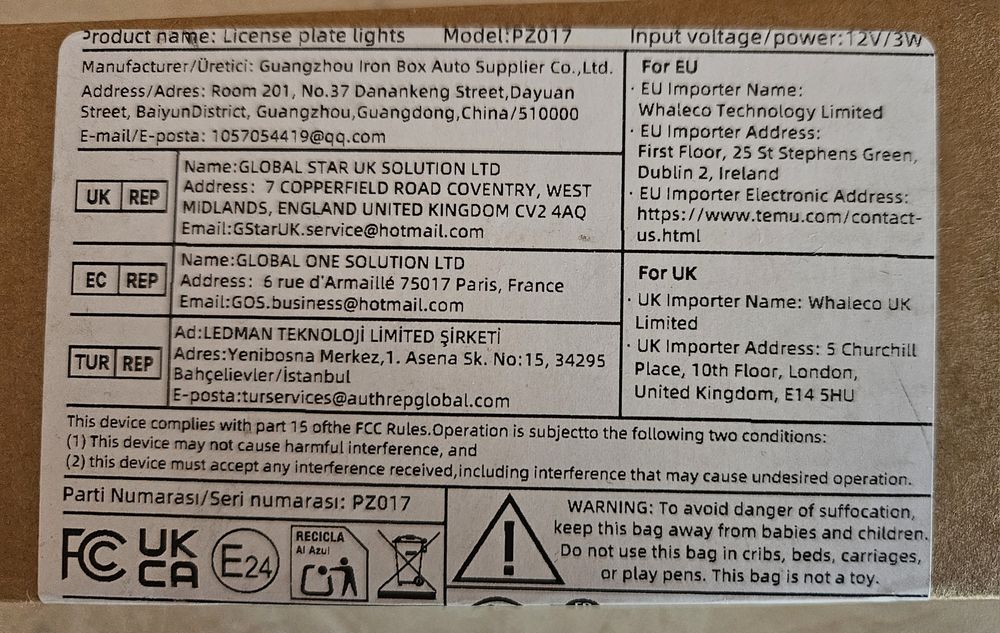 Product name: License plate lights Model:PZ017 Input voltage/power:12V/3W
Manufacturer/Üretici: Guangzhou Iron Box Auto Supplier Co.,Ltd.
Address/Adres: Room 201, No.37 Danankeng Street,Dayuan
Street, BaiyunDistrict, Guangzhou,Guangdong,China/510000
E-mail/E-posta: 1057054419@qq.com
UK REP
Name:GLOBAL STAR UK SOLUTION LTD
Address: 7 COPPERFIELD ROAD COVENTRY, WEST
MIDLANDS, ENGLAND UNITED KINGDOM CV2 4AQ
Email:GStarUK.service@hotmail.com
EC REP
Name:GLOBAL ONE SOLUTION LTD
Address: 6 rue d'Armaillé 75017 Paris, France
Email:GOS.business@hotmail.com
TUR REP
Ad:LEDMAN TEKNOLOJİ LİMİTED ŞİRKETİ
Adres:Yenibosna Merkez,1. Asena Sk. No:15, 34295
Bahçelievler/İstanbul
E-posta:turservices@authrepglobal.com
For EU
· EU Importer Name:
Whaleco Technology Limited
· EU Importer Address:
First Floor, 25 St Stephens Green,
Dublin 2, Ireland
· EU Importer Electronic Address:
https://www.temu.com/contact-
us.html
For UK
· UK Importer Name: Whaleco UK
Limited
· UK Importer Address: 5 Churchill
Place, 10th Floor, London,
United Kingdom, E14 5HU
This device complies with part 15 ofthe FCC Rules.Operation is subjectto the following two conditions:
(1) This device may not cause harmful interference, and
(2) this device must accept any interference received,including interference that may cause undesired operation.
Parti Numarası/Seri numarası: PZ017
FC
UK
CA
E24
RECICLA
Al Azul
WARNING: To avoid danger of suffocation,
keep this bag away from babies and children.
Do not use this bag in cribs, beds, carriages,
or play pens. This bag is not a toy.